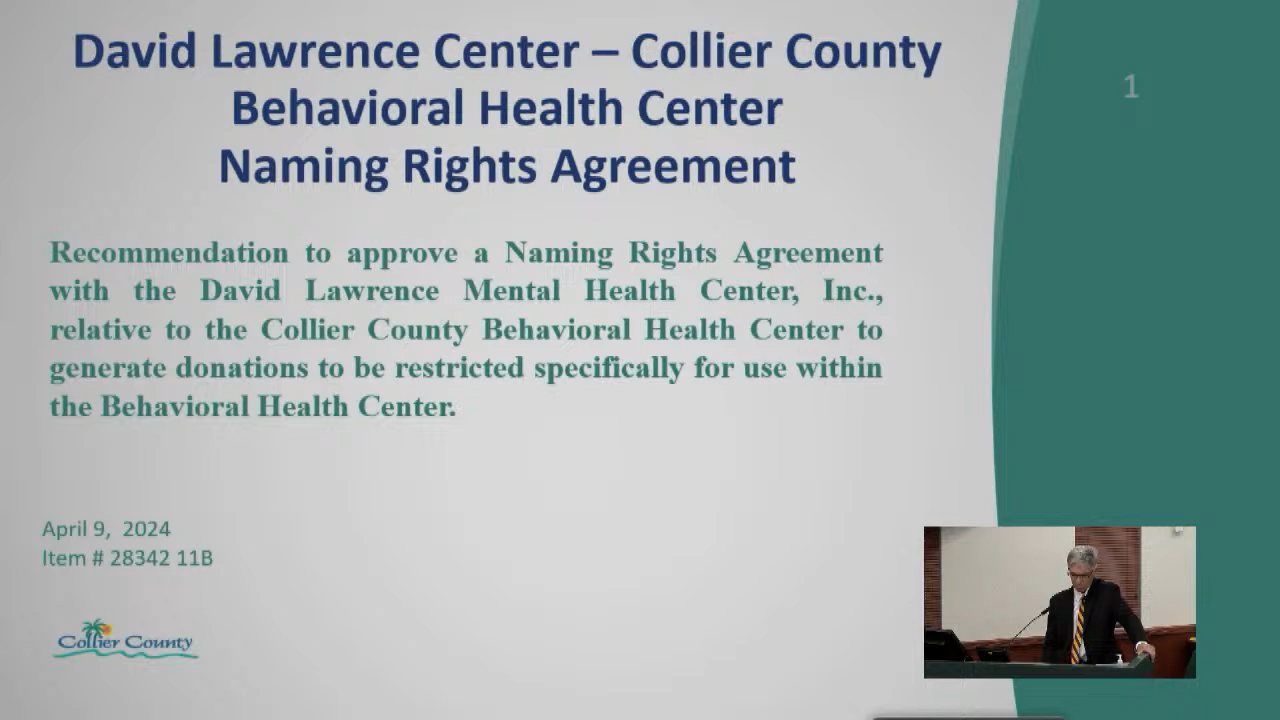 David Lawrence Center – Collier County
Behavioral Health Center
Naming Rights Agreement
1
Recommendation to approve a Naming Rights Agreement
with the David Lawrence Mental Health Center, Inc.,
relative to the Collier County Behavioral Health Center to
generate donations to be restricted specifically for use within
the Behavioral Health Center.
April 9, 2024
Item # 28342 11B
Collier County